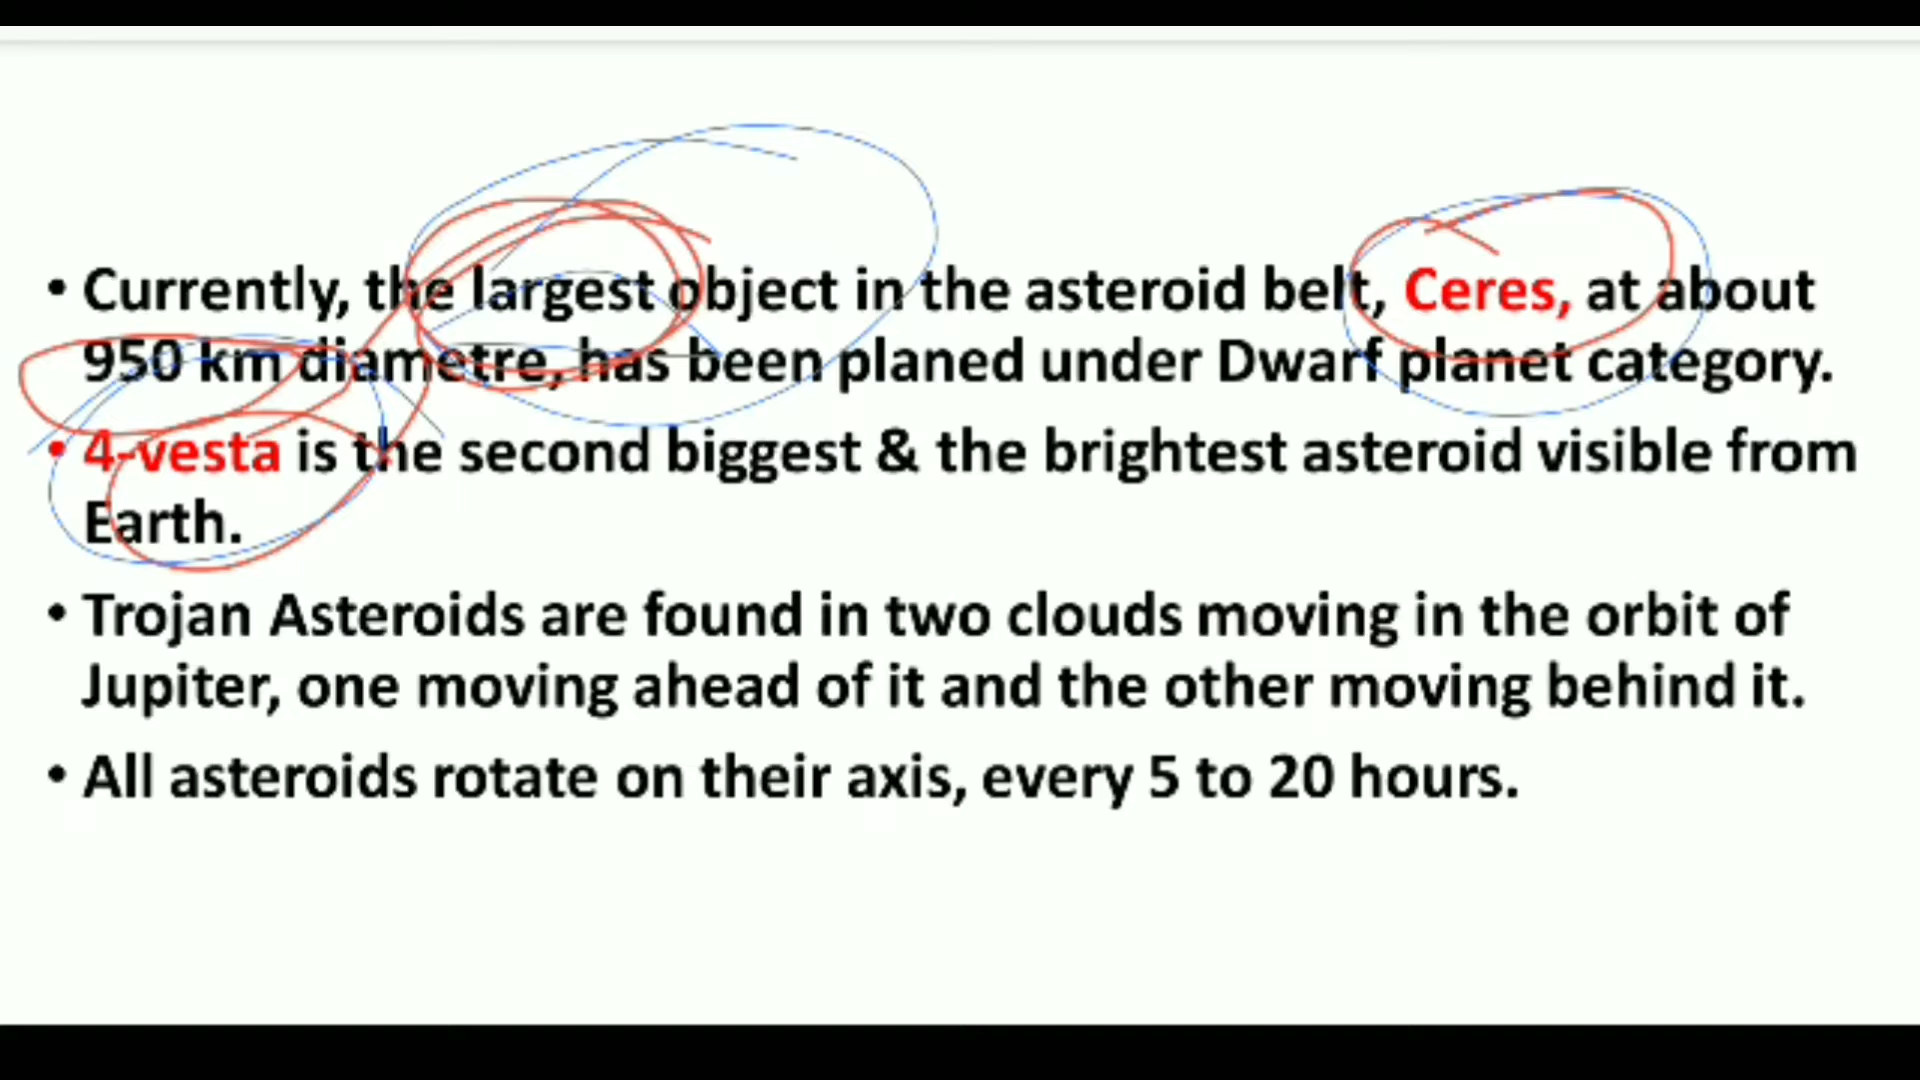 • Currently, the largest object in the asteroid belt, Ceres, at about
950 km diametre, has been planed under Dwarf planet category.
• 4-vesta is the second biggest & the brightest asteroid visible from
Earth.
• Trojan Asteroids are found in two clouds moving in the orbit of
Jupiter, one moving ahead of it and the other moving behind it.
• All asteroids rotate on their axis, every 5 to 20 hours.